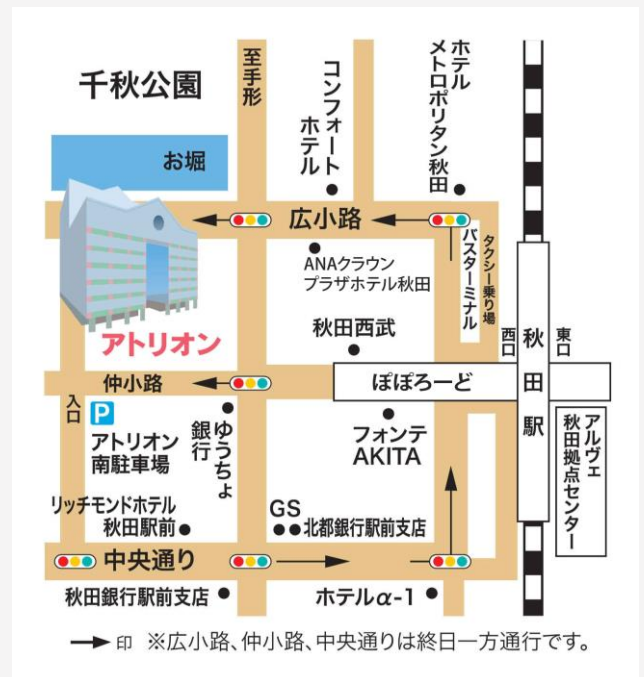 千秋公園
至手形
コンフォート
ホテル
ホテル
メトロポリタン秋田
お堀
広小路
バスターミナル
タクシー乗り場
ANAクラウン
プラザホテル秋田
アトリオン
秋田西武
西口
秋田駅
東口
仲小路
ぽぽろーど
入口
P
アトリオン
南駐車場
ゆうちょ
銀行
フォンテ
AKITA
アルヴェ
秋田拠点センター
リッチモンドホテル
秋田駅前
GS
北都銀行駅前支店
中央通り
秋田銀行駅前支店
ホテルα-1
印 ※広小路、仲小路、中央通りは終日一方通行です。